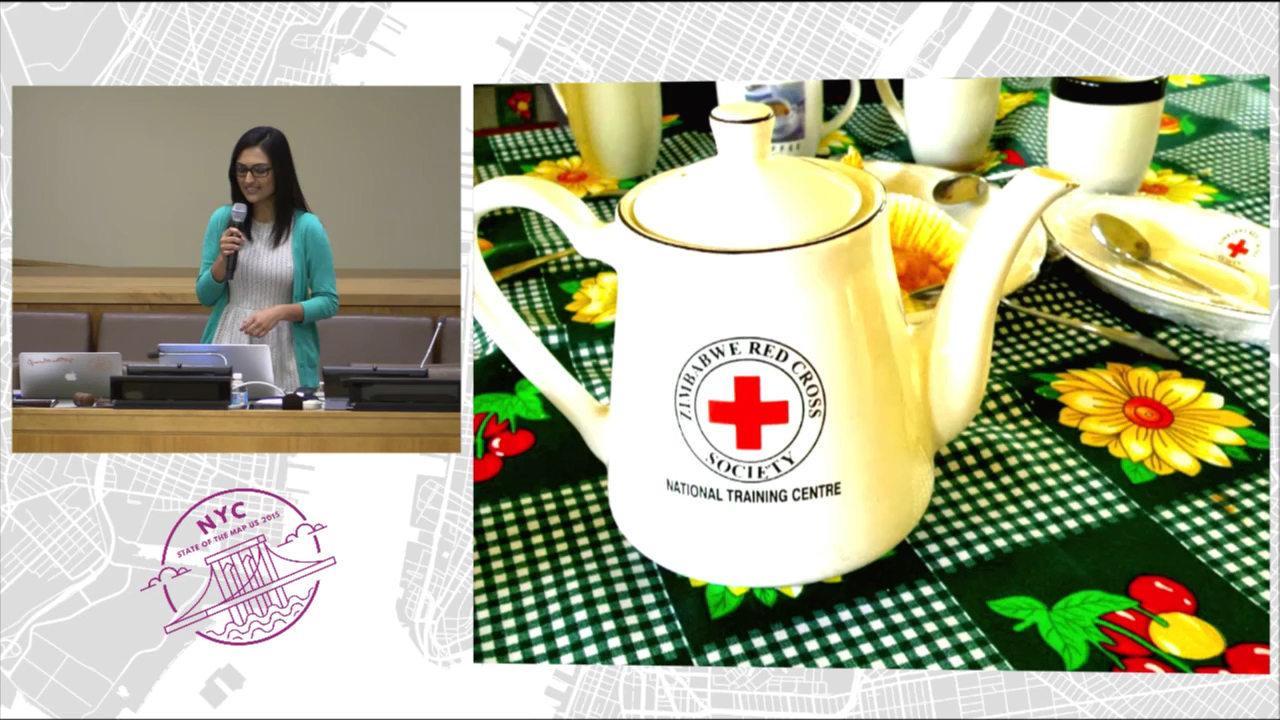 NYC
STATE OF THE MAP US 2015
ZIMBABWE RED CROSS
SOCIETY
NATIONAL TRAINING CENTRE